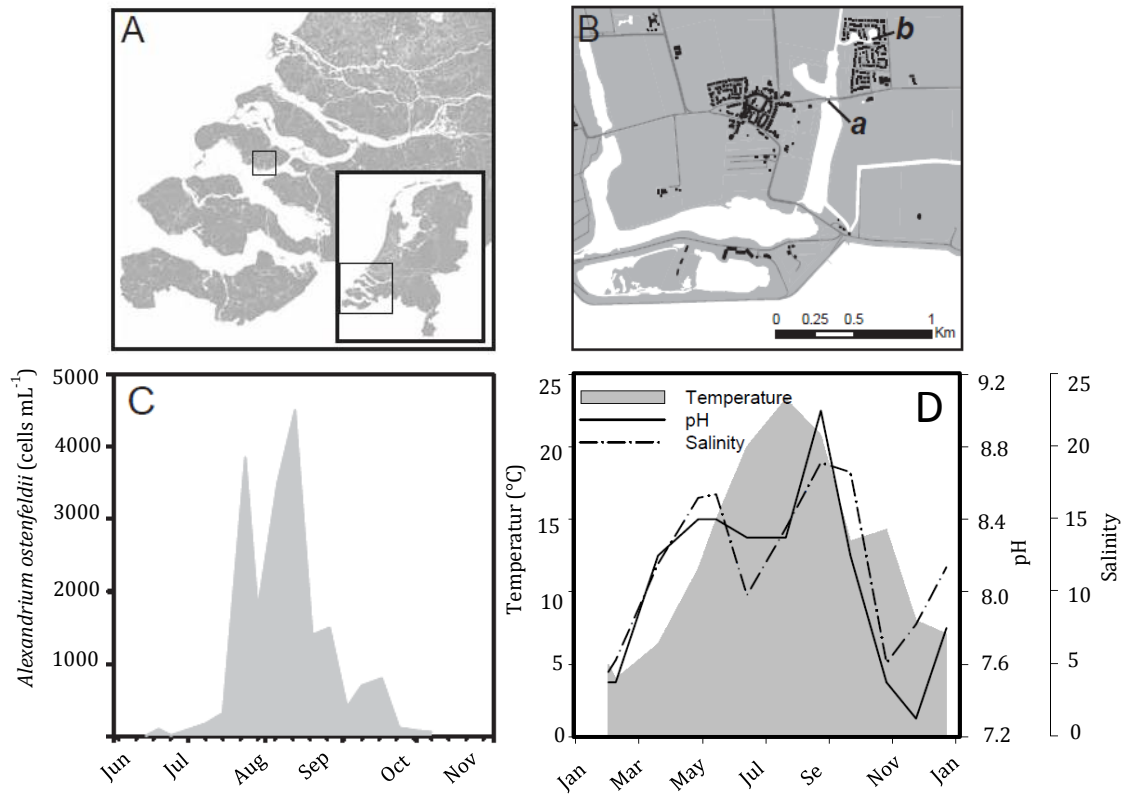 A
B
b
a
0 0.25 0.5 1
Km
Alexandrium ostenfeldii (cells mL-1)
5000
4000
3000
2000
1000
C
Jun Jul Aug Sep Oct Nov
Temperatur (°C)
25
20
15
10
5
0
Temperature
pH
Salinity
D
9.2
8.8
8.4
8.0
7.6
7.2
pH
25
20
15
10
5
0
Salinity
Jan Mar May Jul Se Nov Jan